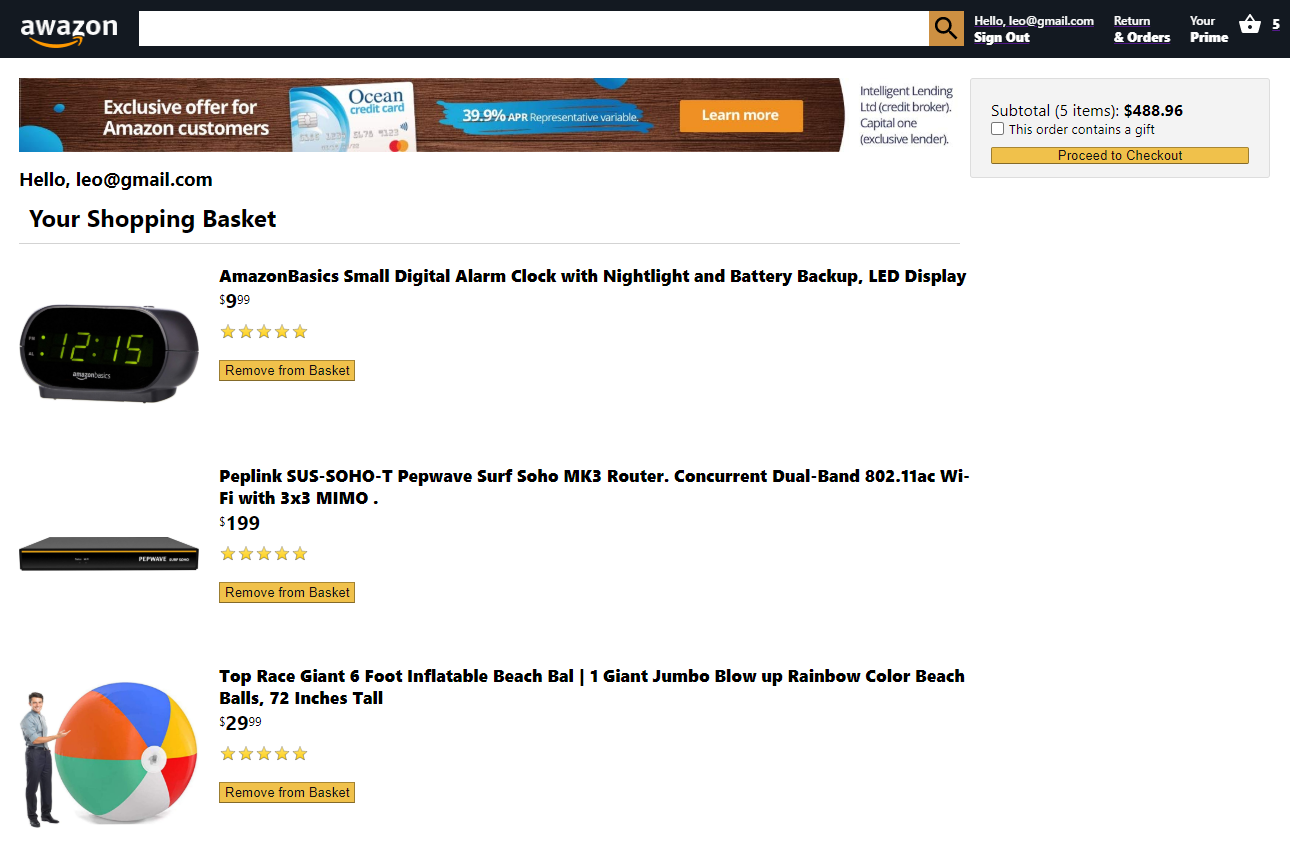 awazon
Hello, leo@gmail.com
Sign Out
Return
& Orders
Your
Prime
5
Exclusive offer for
Amazon customers
Ocean
credit card
39.9% APR Representative variable.
Learn more
Intelligent Lending
Ltd (credit broker).
Capital one
(exclusive lender).
Subtotal (5 items): $488.96
This order contains a gift
Proceed to Checkout
Hello, leo@gmail.com
Your Shopping Basket
AmazonBasics Small Digital Alarm Clock with Nightlight and Battery Backup, LED Display
$999
12:15
amazonbasics
Remove from Basket
Peplink SUS-SOHO-T Pepwave Surf Soho MK3 Router. Concurrent Dual-Band 802.11ac Wi-
Fi with 3x3 MIMO .
$199
PEPWAVE SURF SOHO
Remove from Basket
Top Race Giant 6 Foot Inflatable Beach Bal | 1 Giant Jumbo Blow up Rainbow Color Beach
Balls, 72 Inches Tall
$2999
Remove from Basket